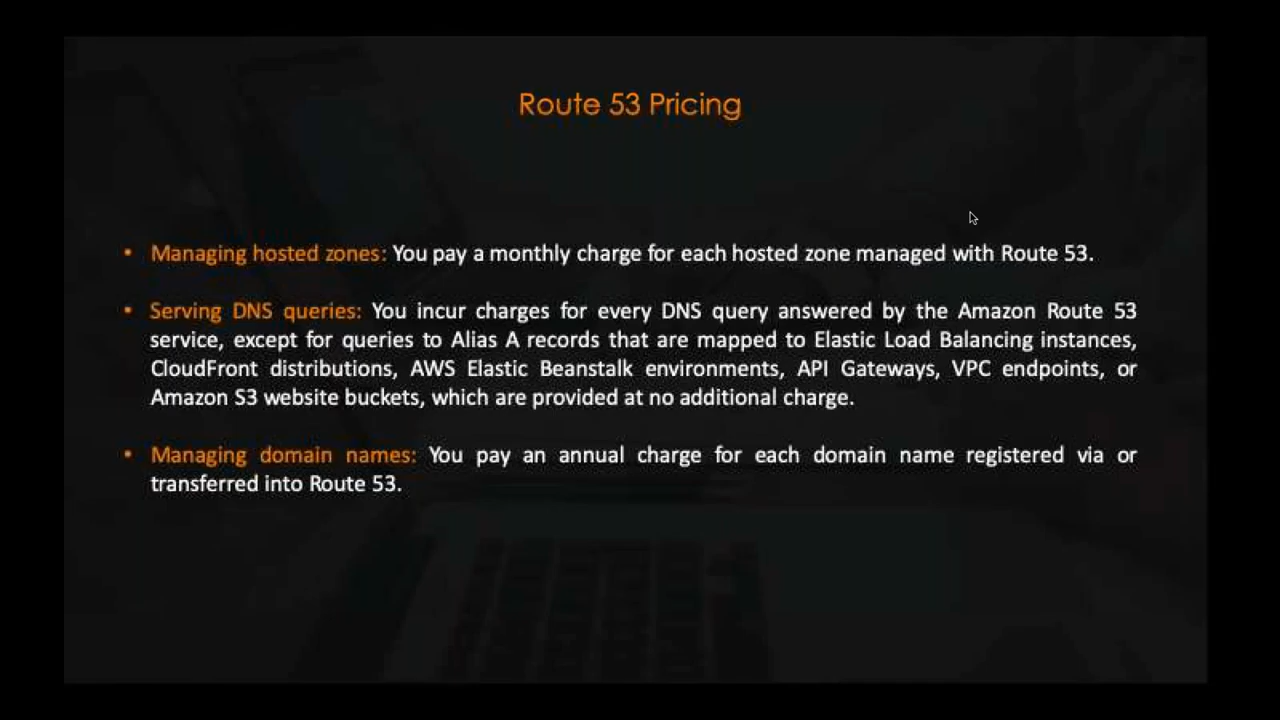 Route 53 Pricing
• Managing hosted zones: You pay a monthly charge for each hosted zone managed with Route 53.
• Serving DNS queries: You incur charges for every DNS query answered by the Amazon Route 53
service, except for queries to Alias A records that are mapped to Elastic Load Balancing instances,
CloudFront distributions, AWS Elastic Beanstalk environments, API Gateways, VPC endpoints, or
Amazon S3 website buckets, which are provided at no additional charge.
• Managing domain names: You pay an annual charge for each domain name registered via or
transferred into Route 53.